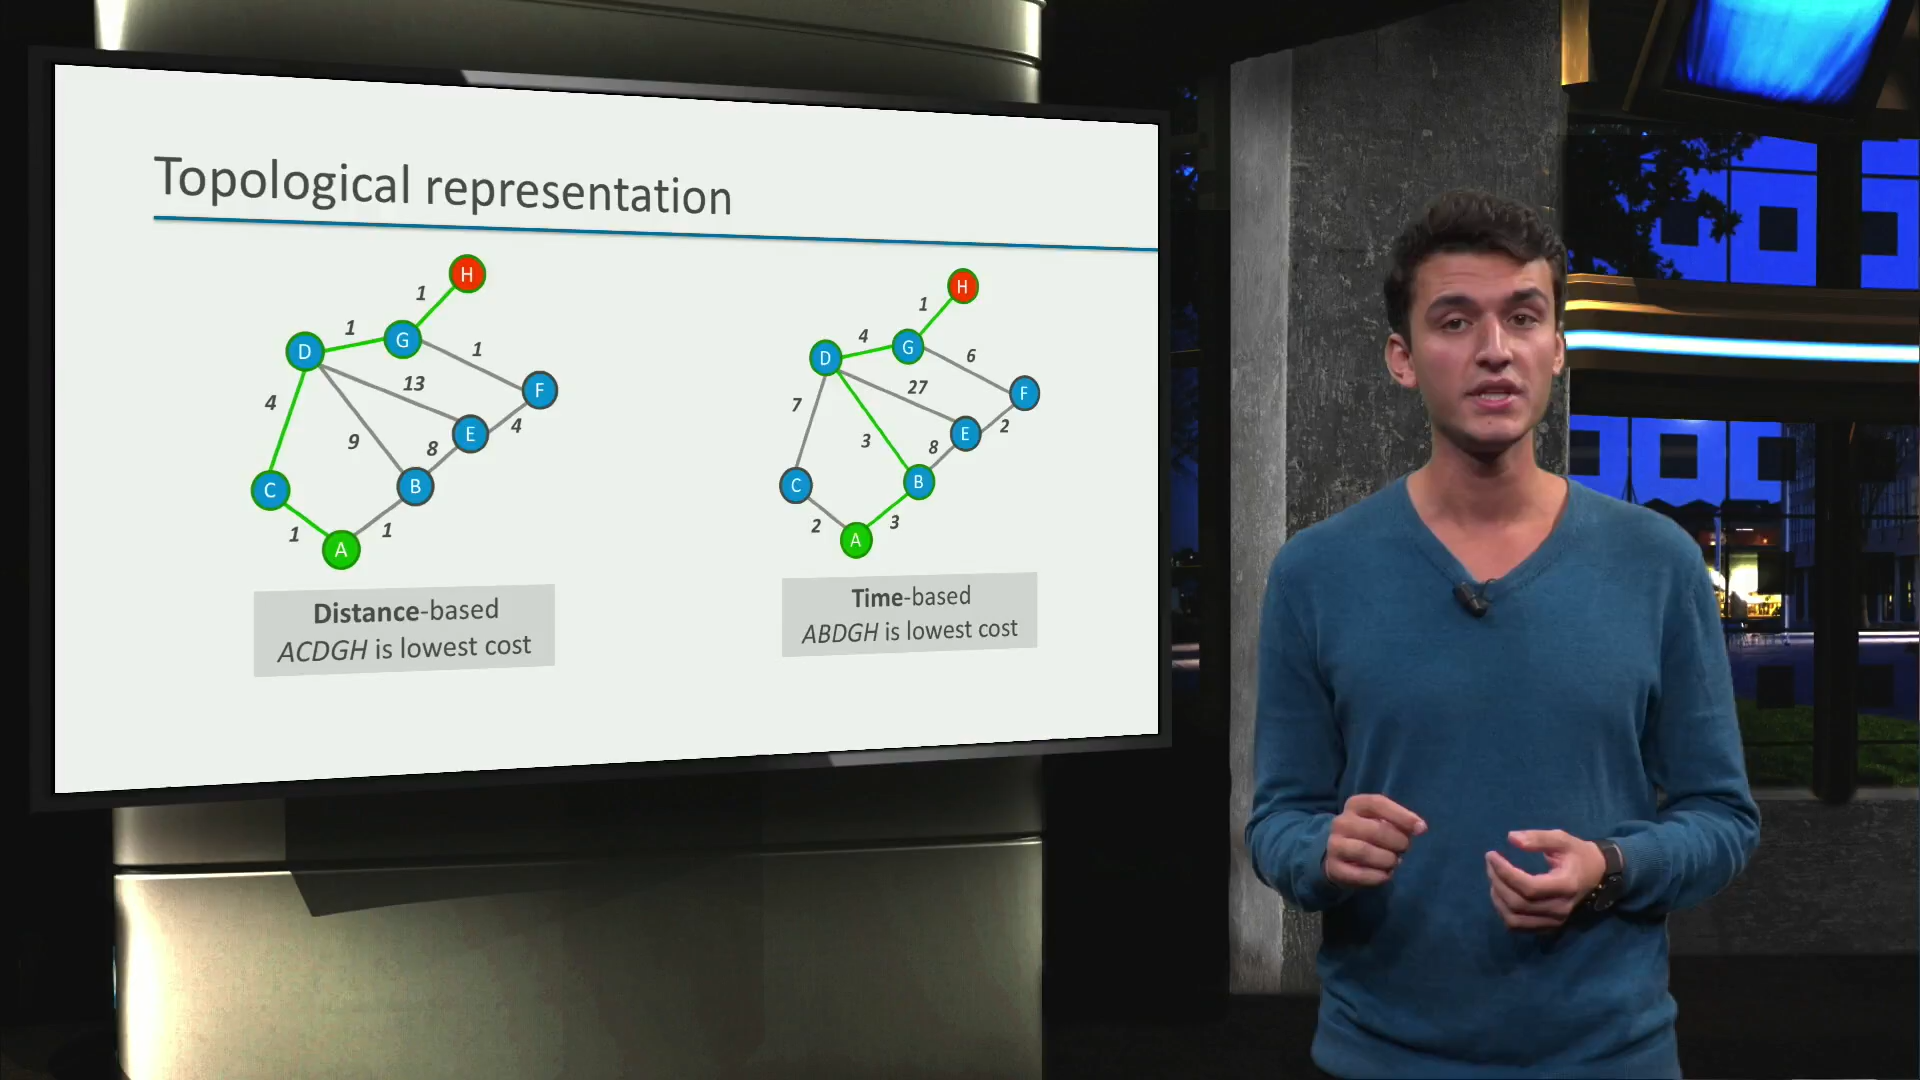 Topological representation
H
1
1
G
D
1
13
F
4
E
4
9
8
C
B
1
1
A
Distance-based
ACDGH is lowest cost
H
1
4
G
D
6
27
F
7
3
E
2
8
C
B
2
3
A
Time-based
ABDGH is lowest cost